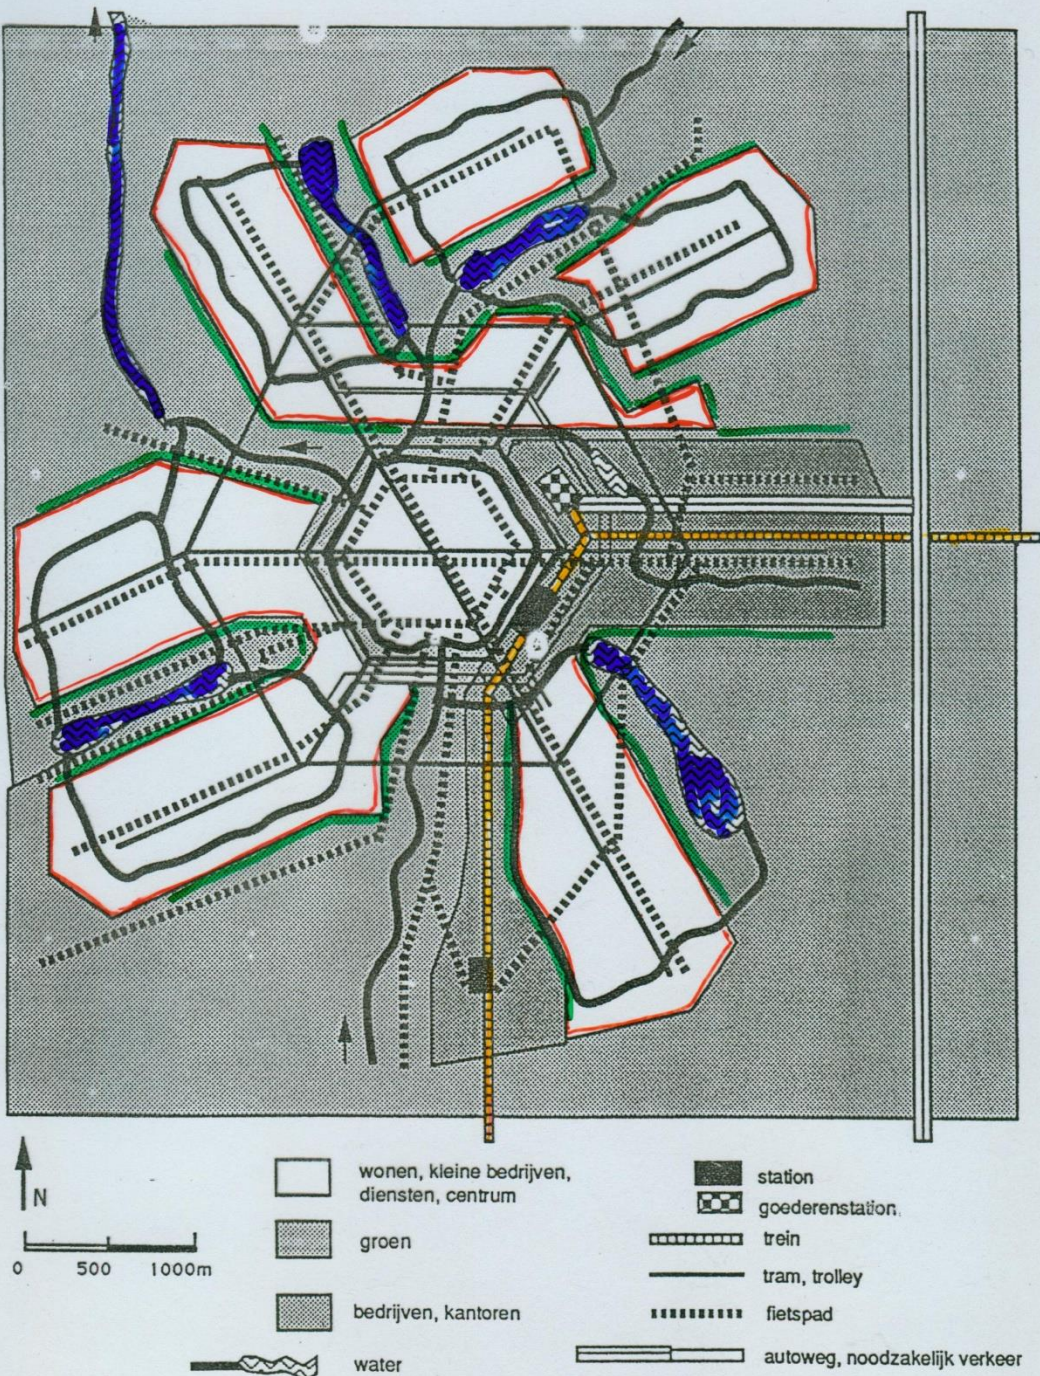 N
0 500 1000m
wonen, kleine bedrijven,
diensten, centrum
groen
bedrijven, kantoren
water
station
goederenstation
trein
tram, trolley
fietspad
autoweg, noodzakelijk verkeer